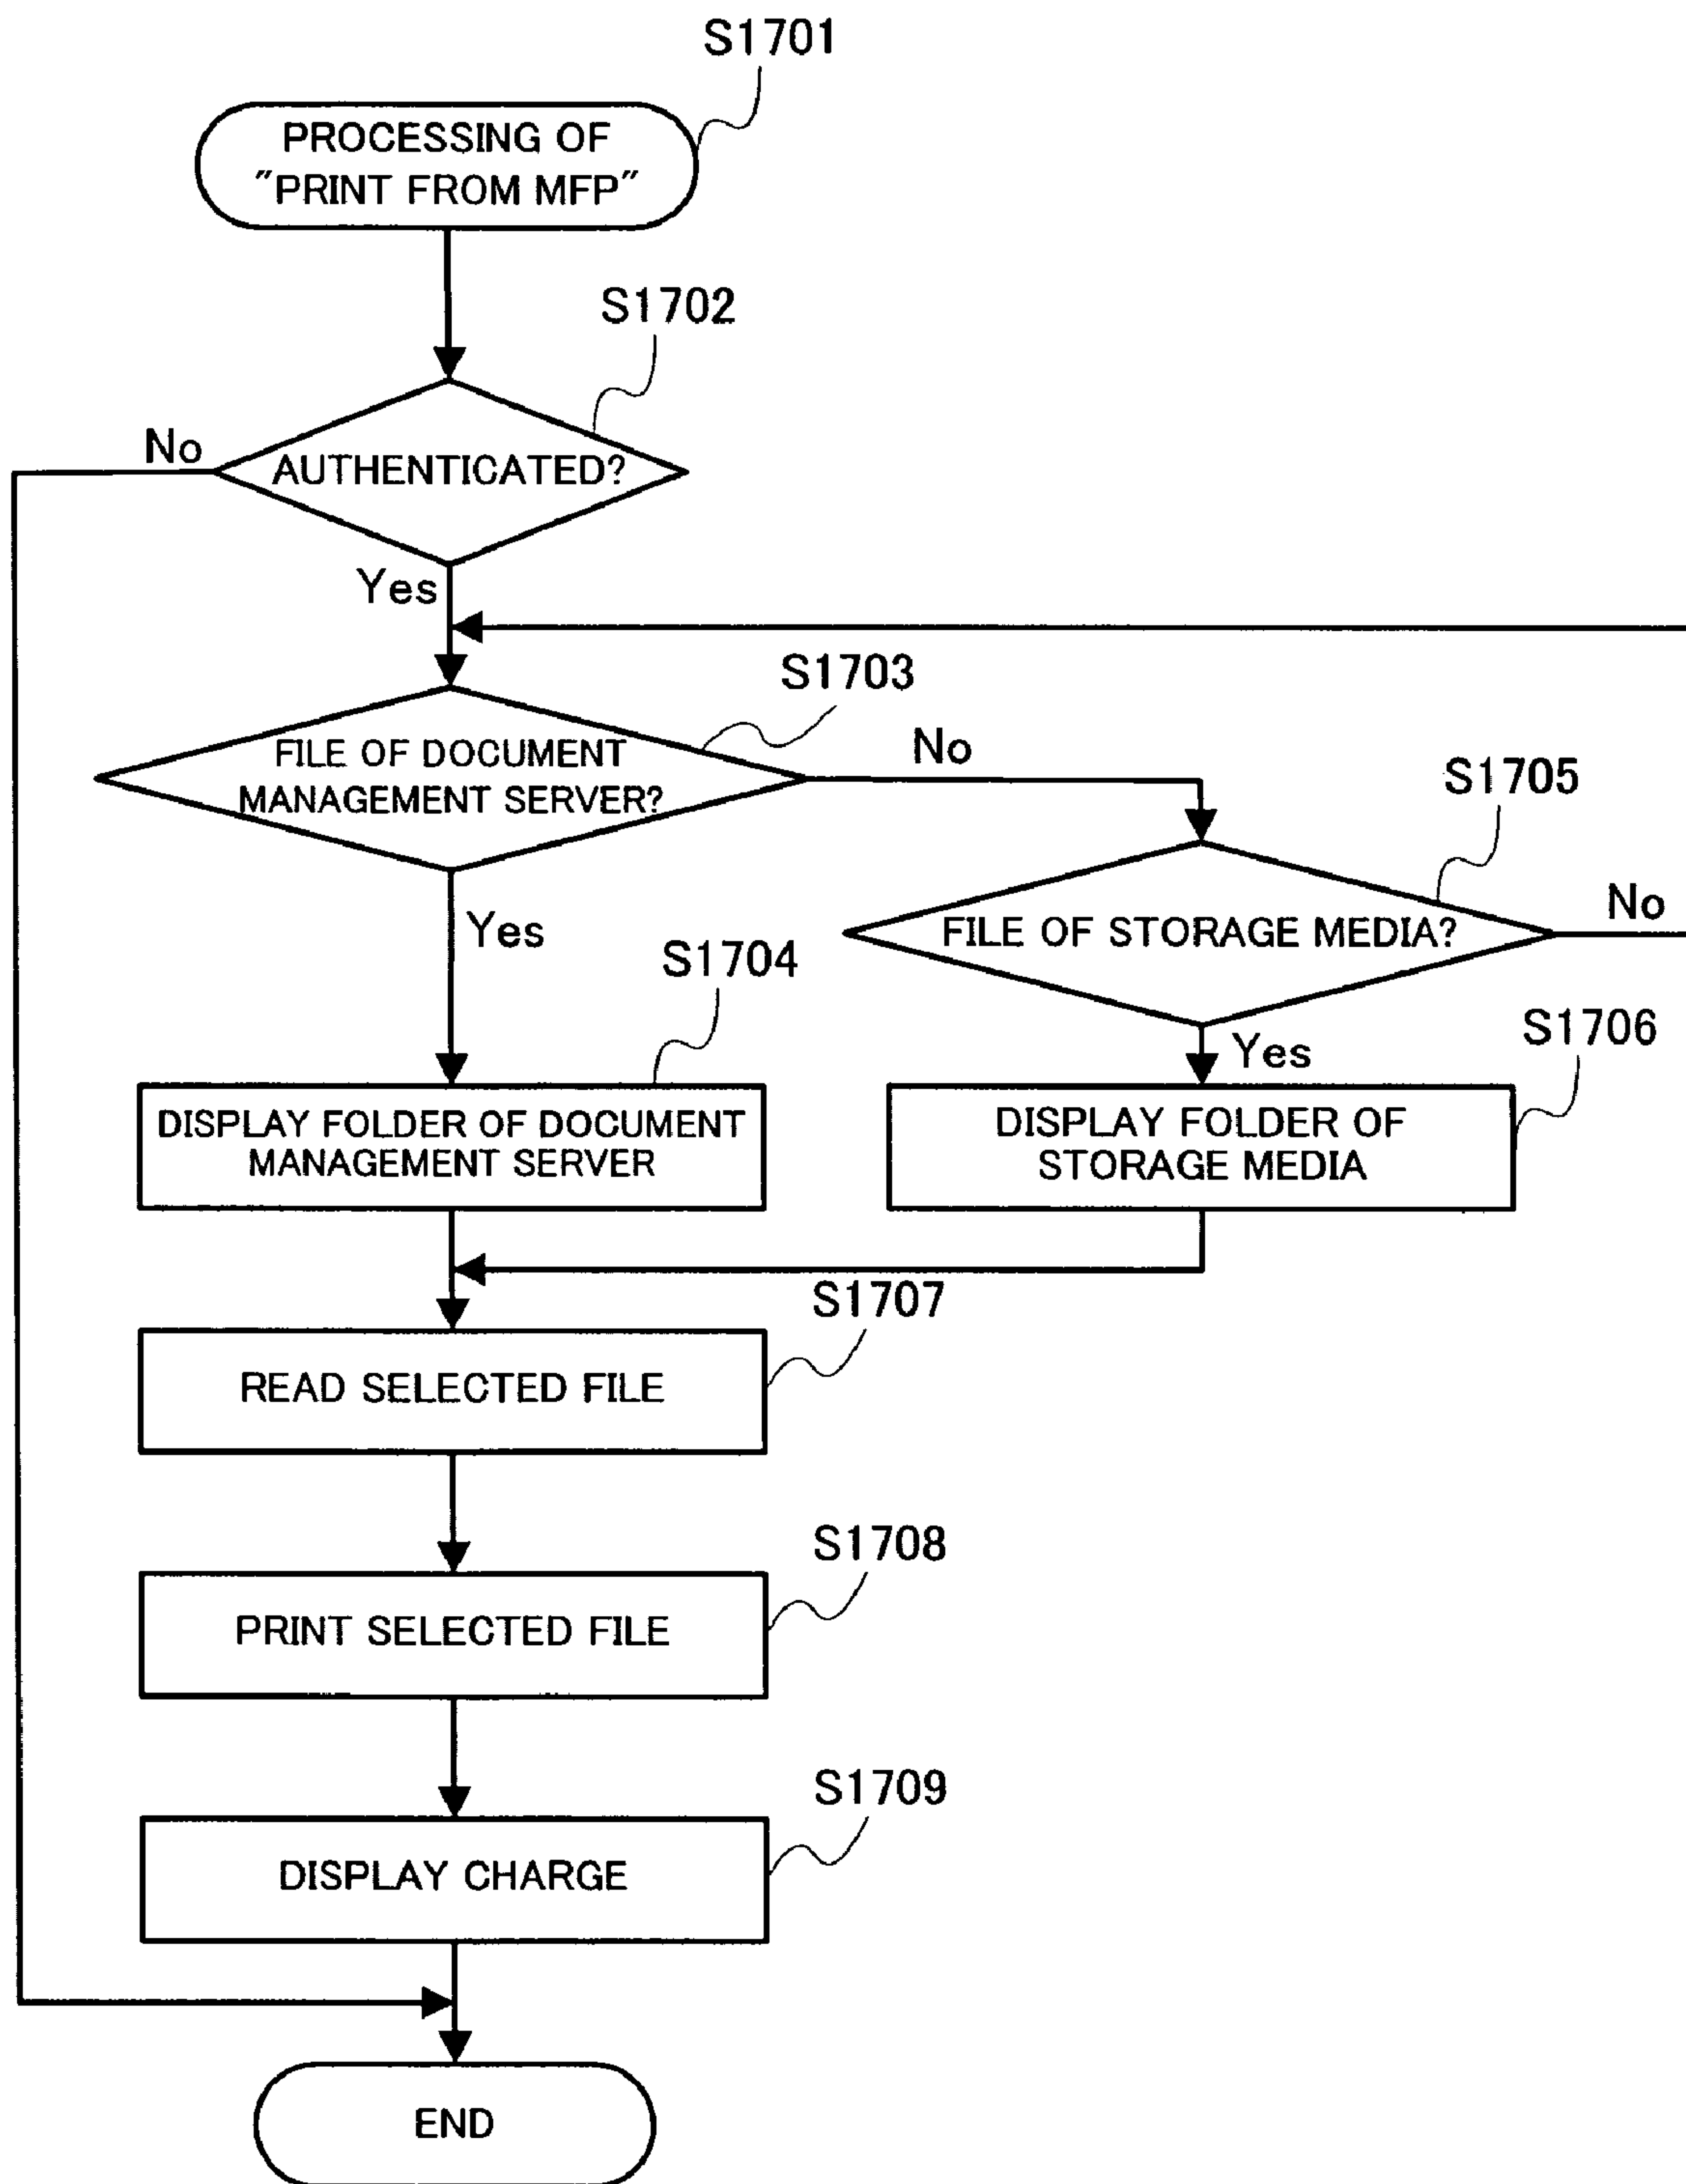 S1701
PROCESSING OF
"PRINT FROM MFP"
S1702
No
AUTHENTICATED?
Yes
S1703
FILE OF DOCUMENT
MANAGEMENT SERVER?
No
S1705
Yes
FILE OF STORAGE MEDIA?
No
S1704
S1706
Yes
DISPLAY FOLDER OF DOCUMENT
MANAGEMENT SERVER
DISPLAY FOLDER OF
STORAGE MEDIA
S1707
READ SELECTED FILE
S1708
PRINT SELECTED FILE
S1709
DISPLAY CHARGE
END